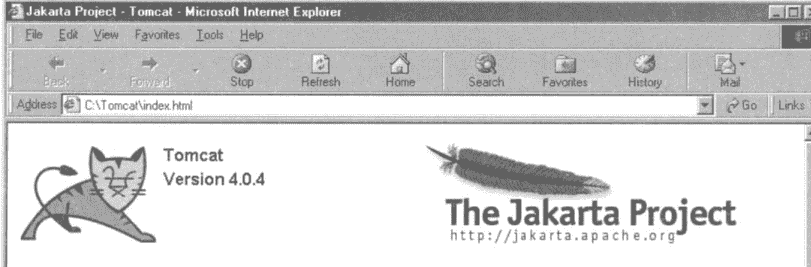 Jakarta Project - Tomcat - Microsoft Internet Explorer
File Edit View Favorites Tools Help
Back Forward Stop Refresh Home Search Favorites History Mail
Address C:\Tomcat\index.html Go Links
Tomcat
Version 4.0.4
The Jakarta Project
http://jakarta.apache.org